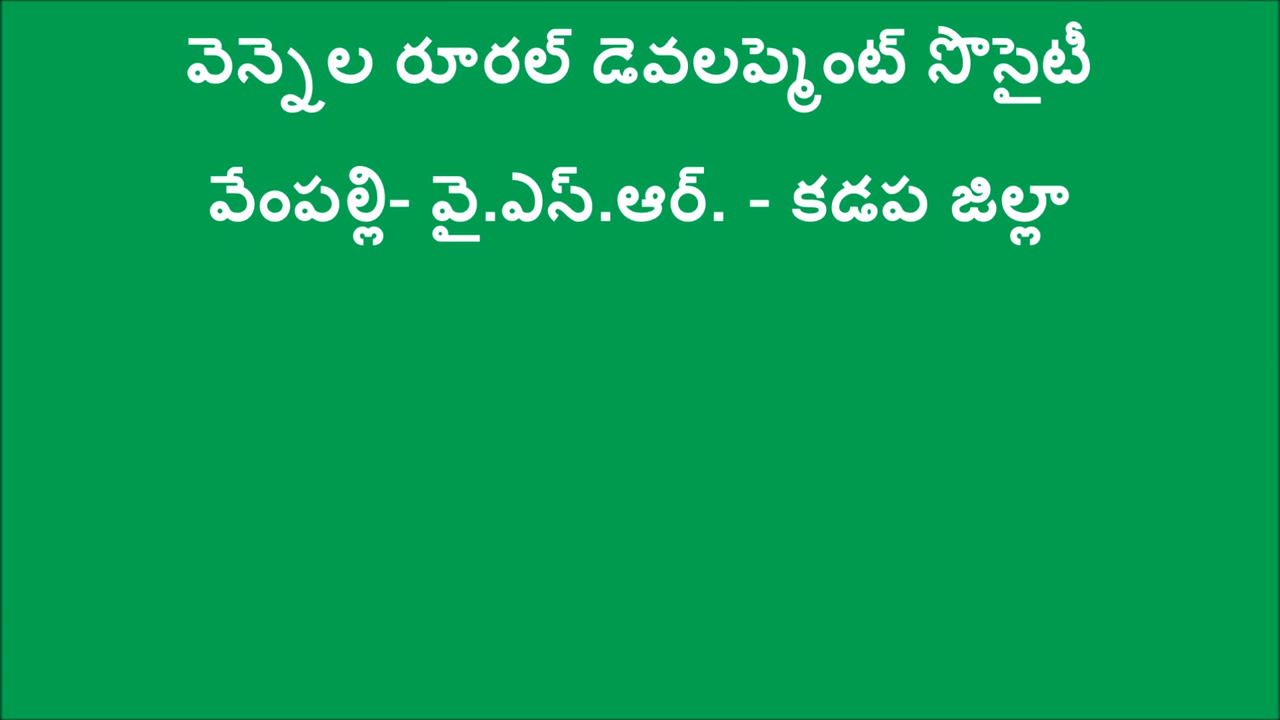 వెన్నెల రూరల్ డెవలప్మెంట్ సొసైటీ
వేంపల్లి- వై.ఎస్.ఆర్. - కడప జిల్లా